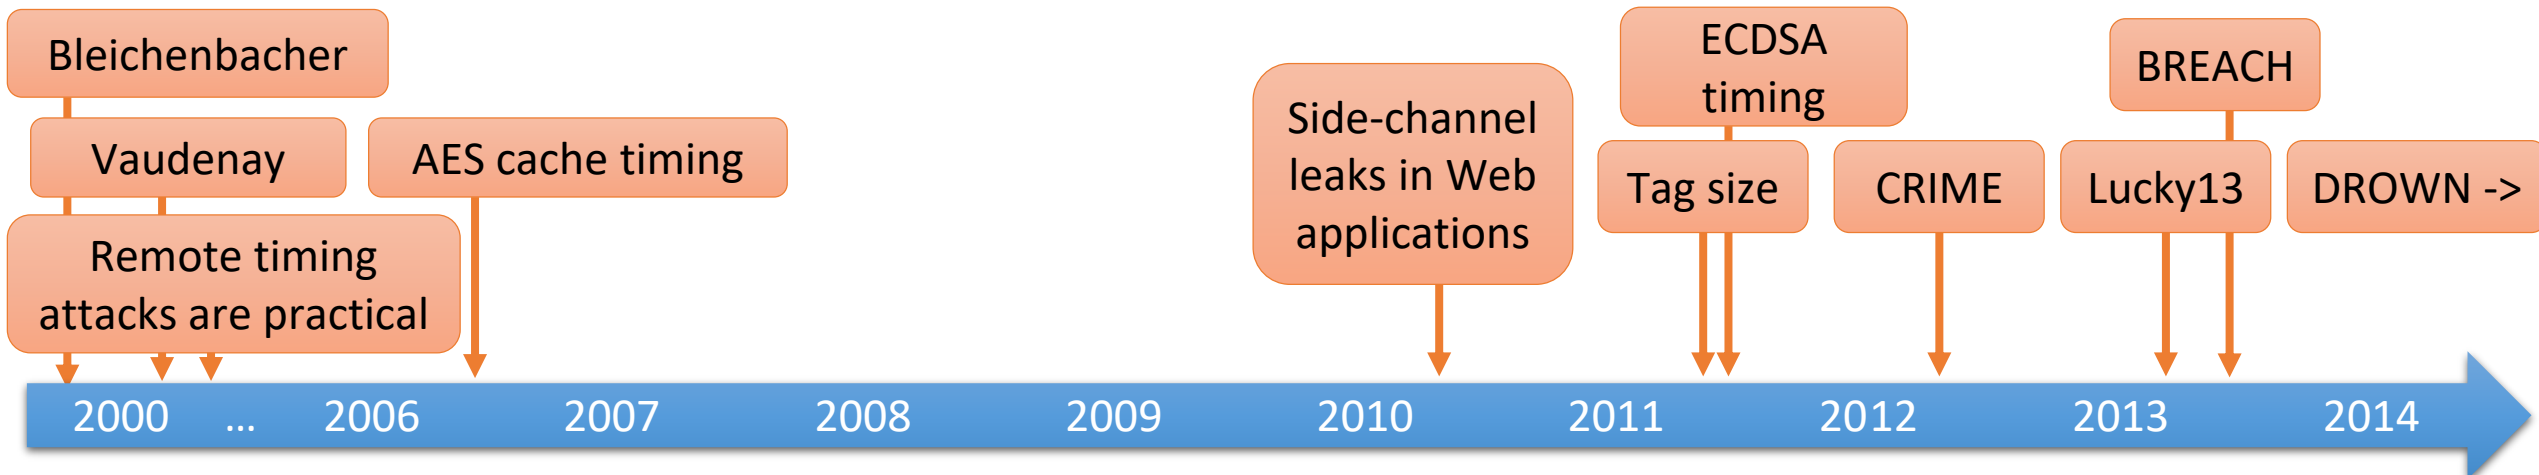 Bleichenbacher
Vaudenay
Remote timing
attacks are practical
AES cache timing
Side-channel
leaks in Web
applications
ECDSA
timing
Tag size
CRIME
BREACH
Lucky13
DROWN ->
2000 ... 2006 2007 2008 2009 2010 2011 2012 2013 2014